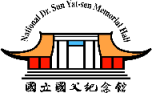 National Dr. Sun Yat-sen Memorial Hall
國立國父紀念館